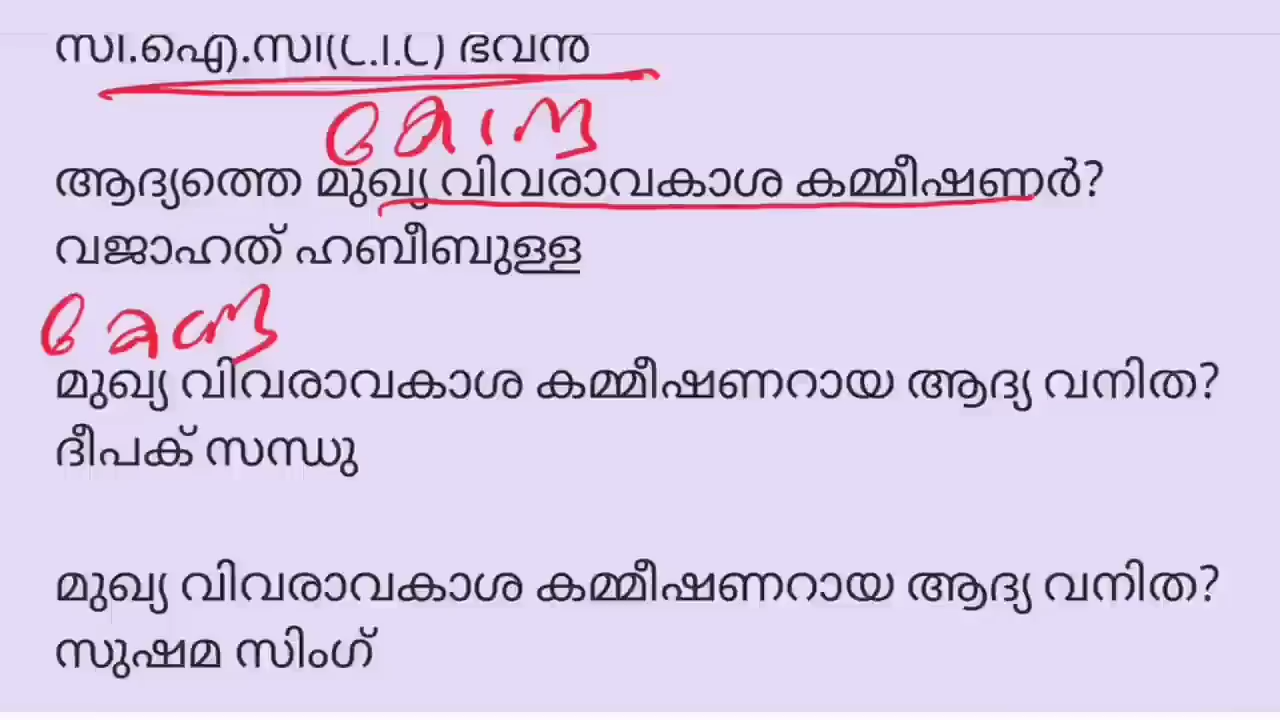 സി.ഐ.സി(C.I.C) ഭവൻ
കേന്ദ്ര
ആദ്യത്തെ മുഖ്യ വിവരാവകാശ കമ്മീഷണർ?
വജാഹത് ഹബീബുള്ള
കേന്ദ്ര
മുഖ്യ വിവരാവകാശ കമ്മീഷണറായ ആദ്യ വനിത?
ദീപക് സന്ധു
മുഖ്യ വിവരാവകാശ കമ്മീഷണറായ ആദ്യ വനിത?
സുഷമ സിംഗ്